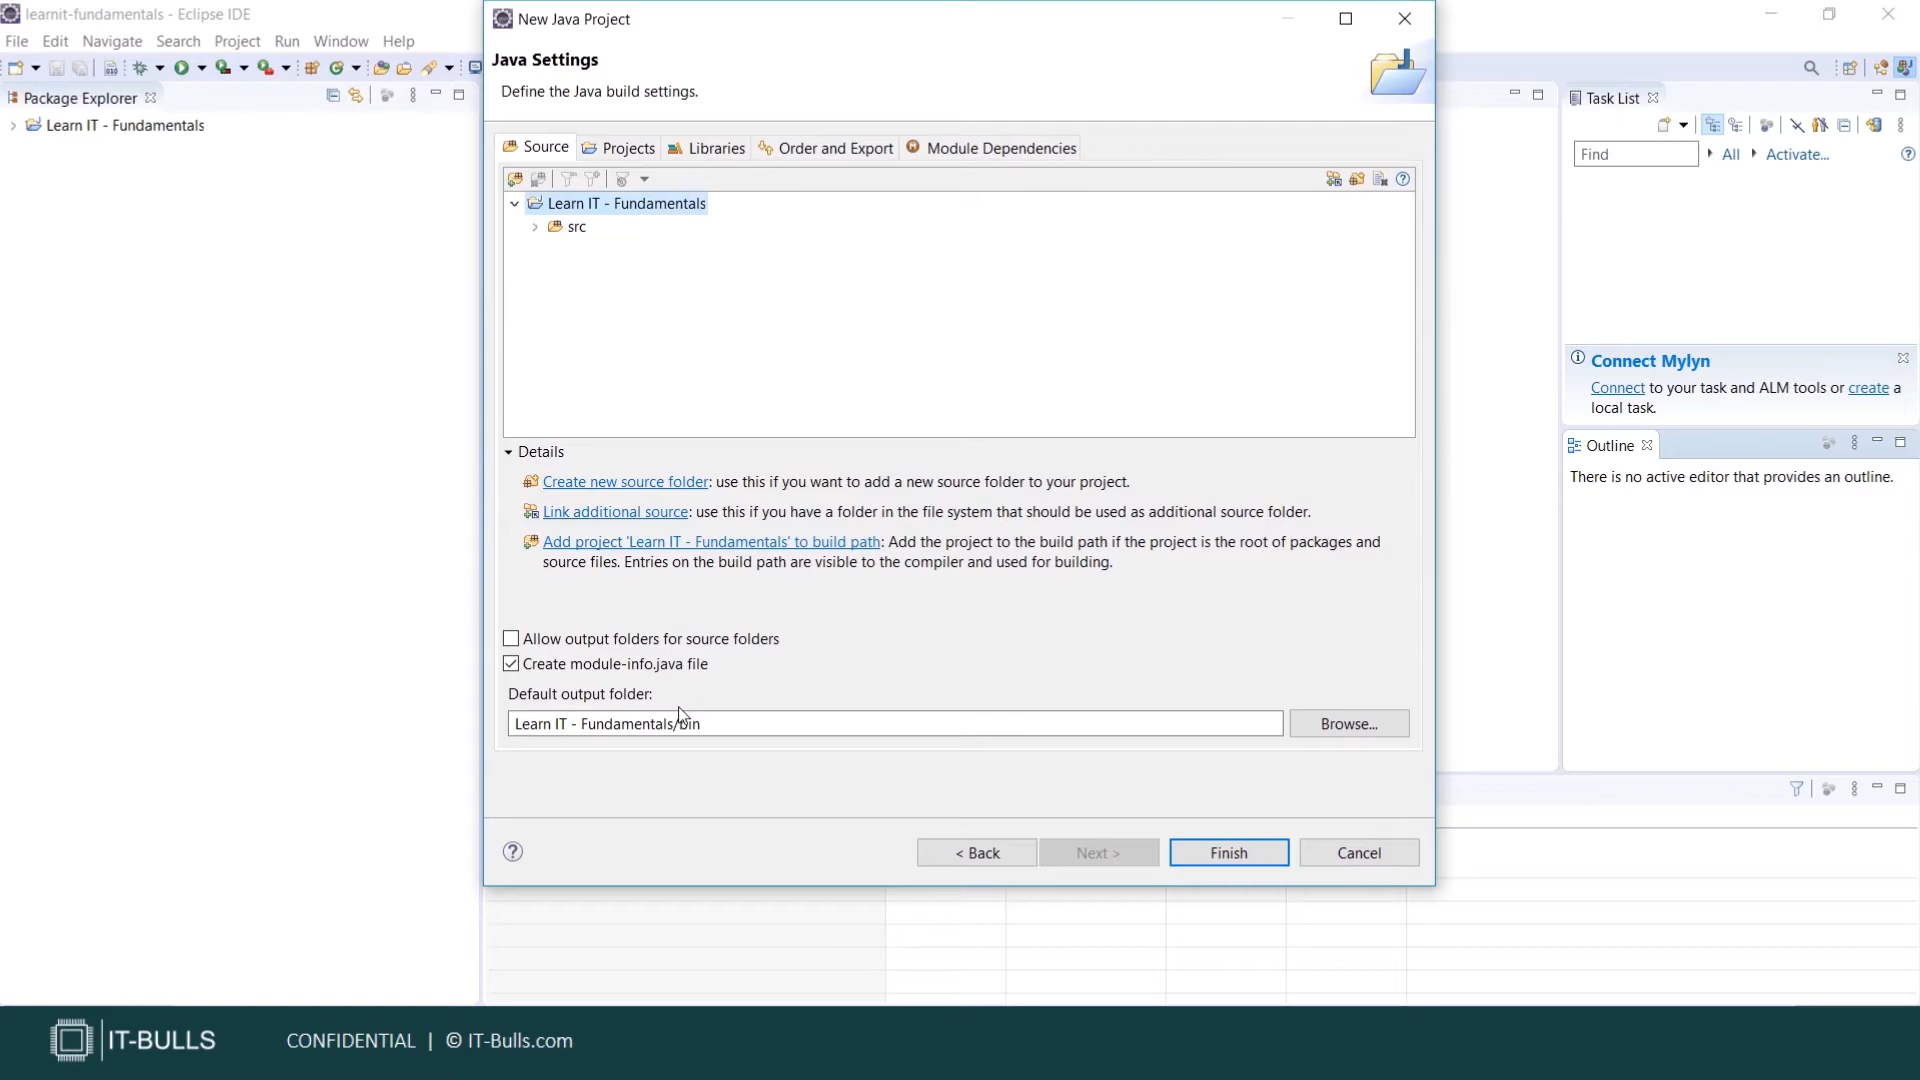 learnit-fundamentals - Eclipse IDE
File Edit Navigate Search Project Run Window Help
Package Explorer
Learn IT - Fundamentals
New Java Project
Java Settings
Define the Java build settings.
Source Projects Libraries Order and Export Module Dependencies
Learn IT - Fundamentals
src
Details
Create new source folder: use this if you want to add a new source folder to your project.
Link additional source: use this if you have a folder in the file system that should be used as additional source folder.
Add project 'Learn IT - Fundamentals' to build path: Add the project to the build path if the project is the root of packages and
source files. Entries on the build path are visible to the compiler and used for building.
Allow output folders for source folders
Create module-info.java file
Default output folder:
Learn IT - Fundamentals/bin
Browse...
< Back Next > Finish Cancel
Task List
Find All Activate...
Connect Mylyn
Connect to your task and ALM tools or create a
local task.
Outline
There is no active editor that provides an outline.
IT-BULLS CONFIDENTIAL | © IT-Bulls.com